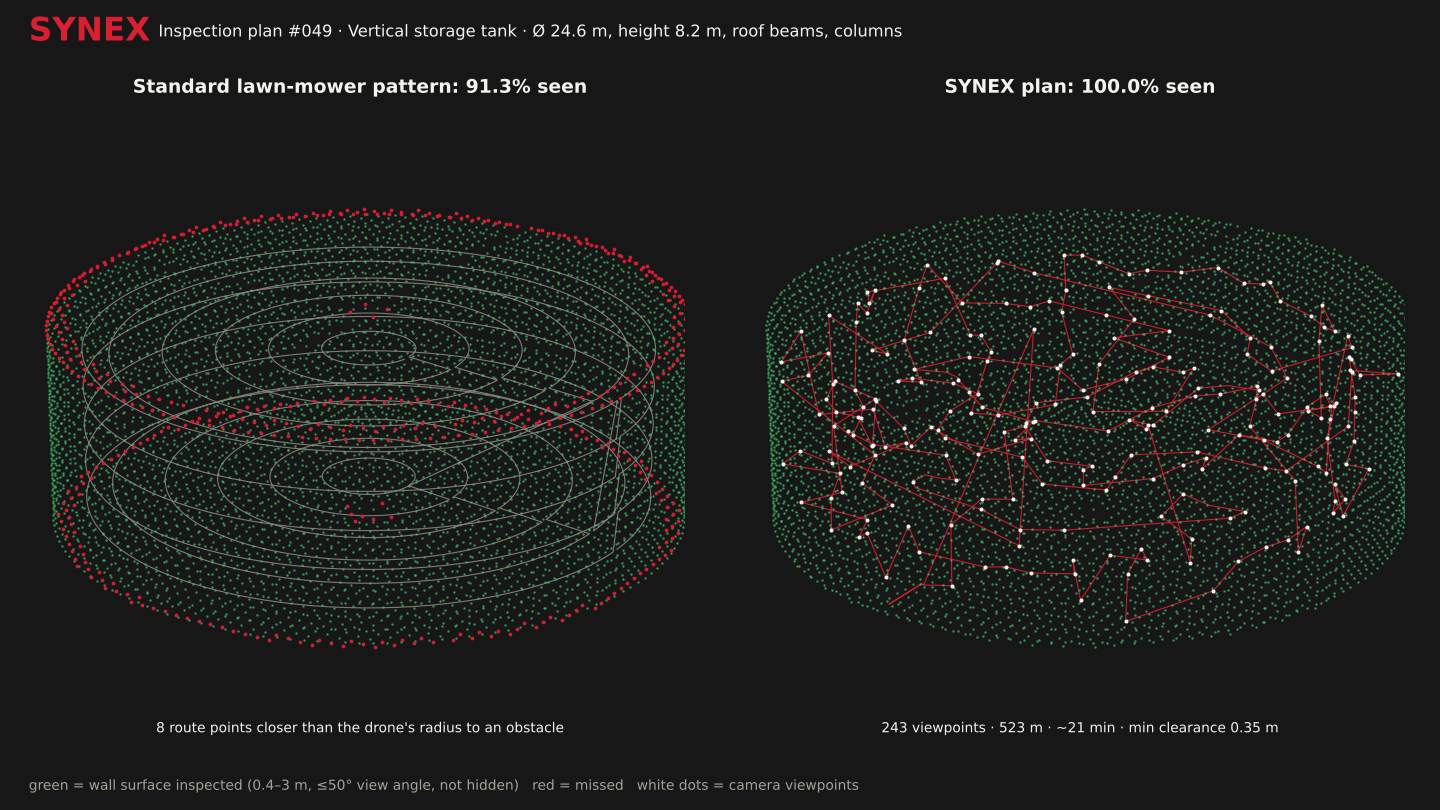 SYNEX Inspection plan #049 · Vertical storage tank · Ø 24.6 m, height 8.2 m, roof beams, columns
Standard lawn-mower pattern: 91.3% seen
SYNEX plan: 100.0% seen
8 route points closer than the drone's radius to an obstacle
243 viewpoints · 523 m · ~21 min · min clearance 0.35 m
green = wall surface inspected (0.4–3 m, ≤50° view angle, not hidden) red = missed white dots = camera viewpoints